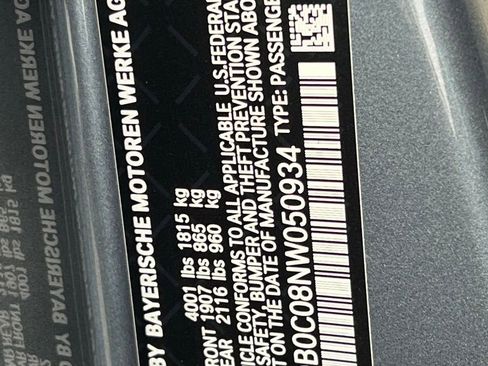 BY BAYERISCHE MOTOREN WERKE AG
4001 lbs 1815 kg
RONT 1907 lbs 865 kg
EAR 2116 lbs 960 kg
CONFORMS TO ALL APPLICABLE U.S.FEDERAL
SAFETY, BUMPER AND THEFT PREVENTION STA
T ON THE DATE OF MANUFACTURE SHOWN ABO
B0C08NW050934 TYPE: PASSENGE